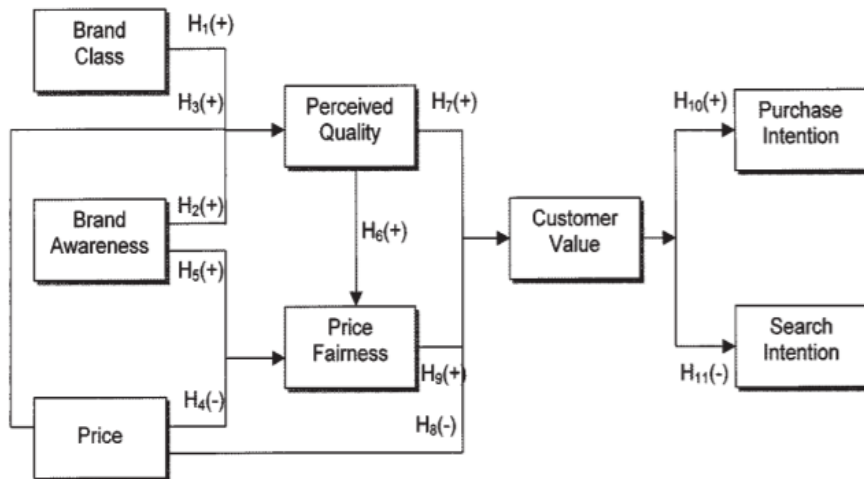 Brand
Class
H₁(+)
H₃(+)
Perceived
Quality
H₇(+)
H₁₀(+)
Purchase
Intention
Brand
Awareness
H₂(+)
H₅(+)
H₆(+)
Customer
Value
Price
Fairness
H₉(+)
Search
Intention
H₁₁(-)
Price
H₄(-)
H₈(-)